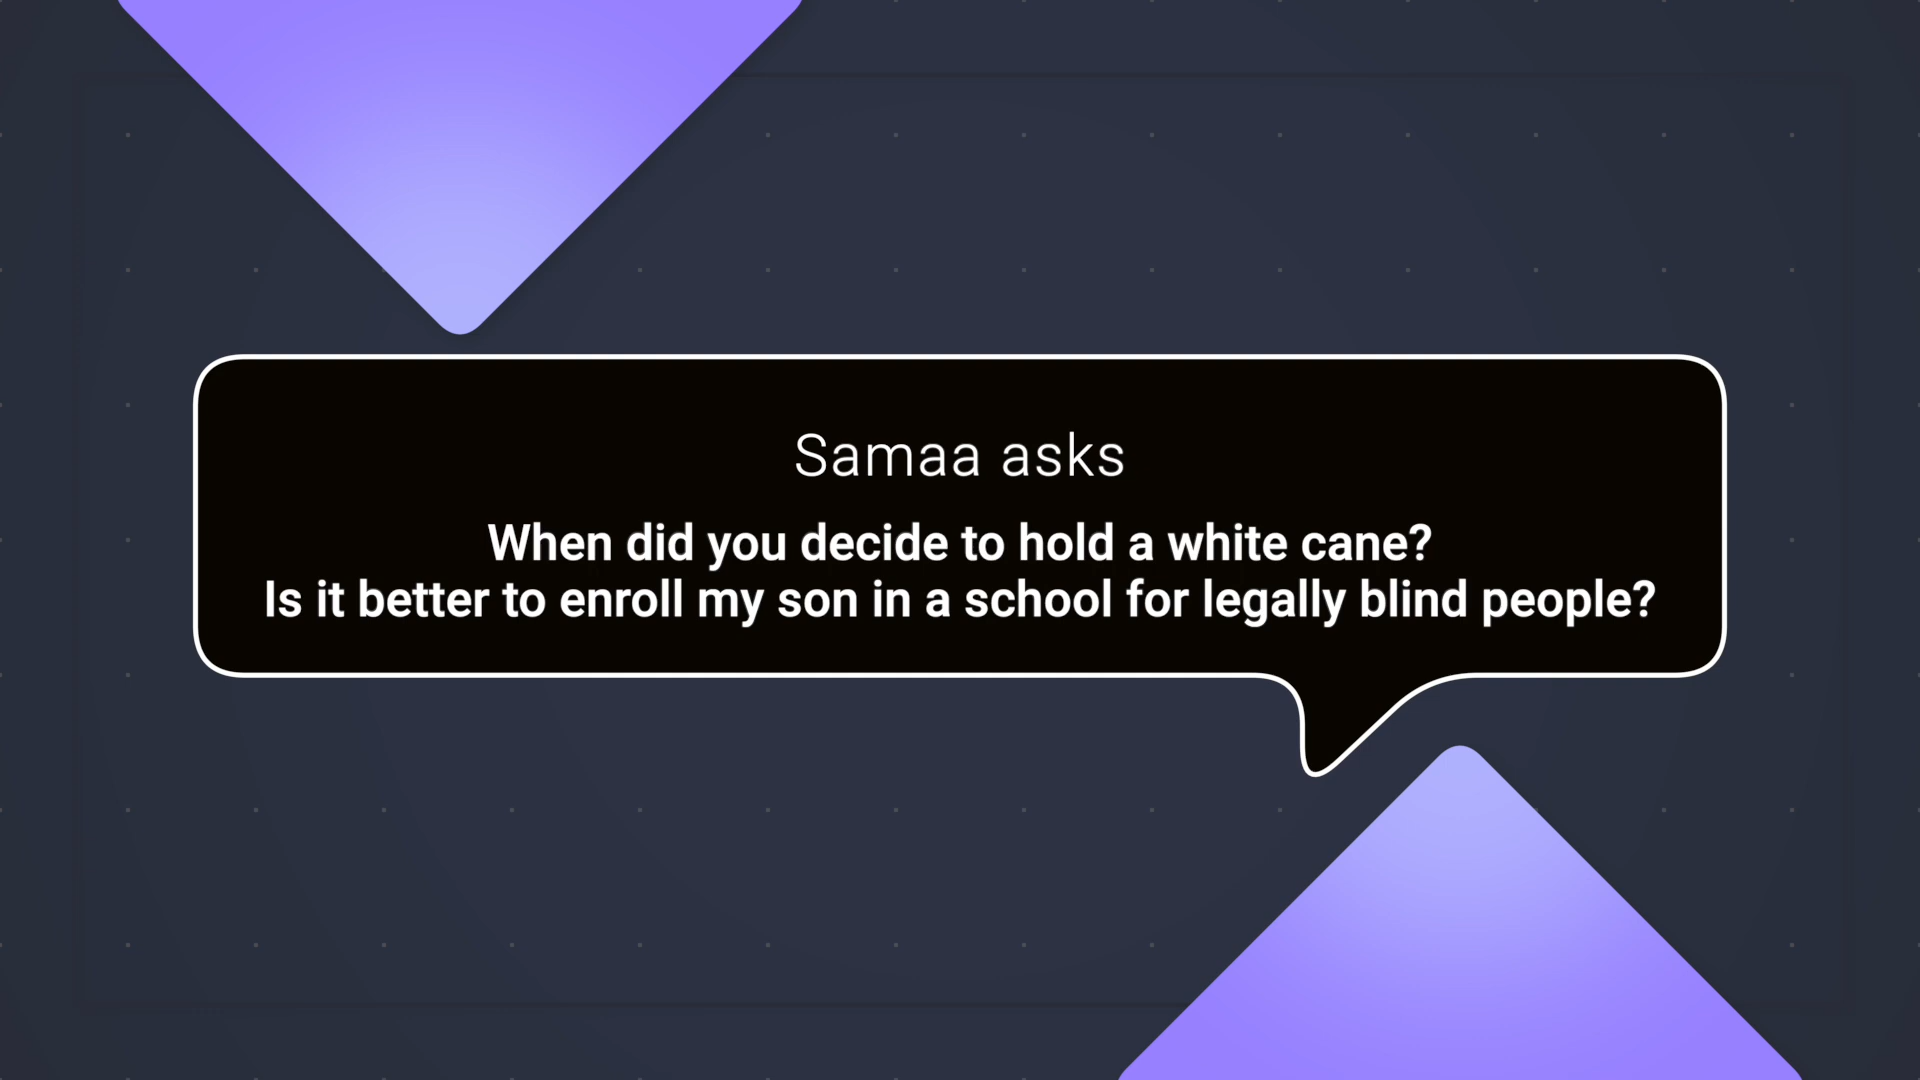 Samaa asks
When did you decide to hold a white cane?
Is it better to enroll my son in a school for legally blind people?